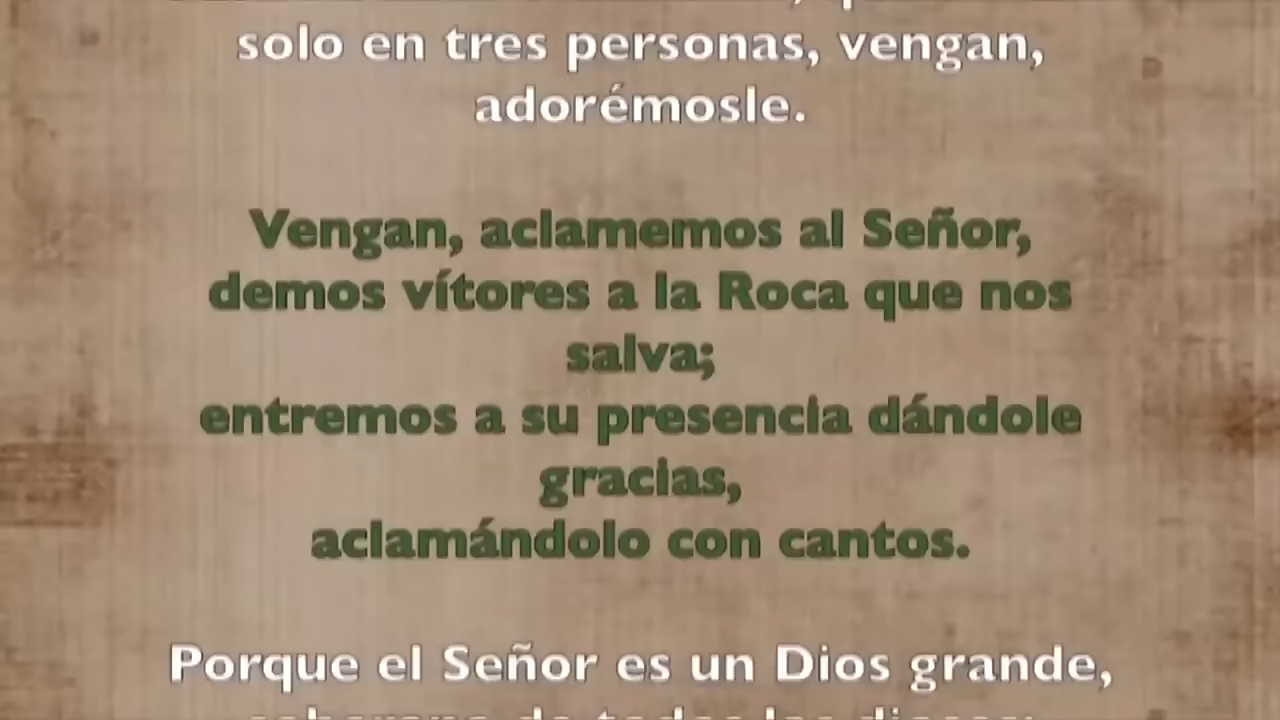 solo en tres personas, vengan,
adorémosle.
Vengan, aclamemos al Señor,
demos vítores a la Roca que nos
salva;
entremos a su presencia dándole
gracias,
aclamándolo con cantos.
Porque el Señor es un Dios grande,